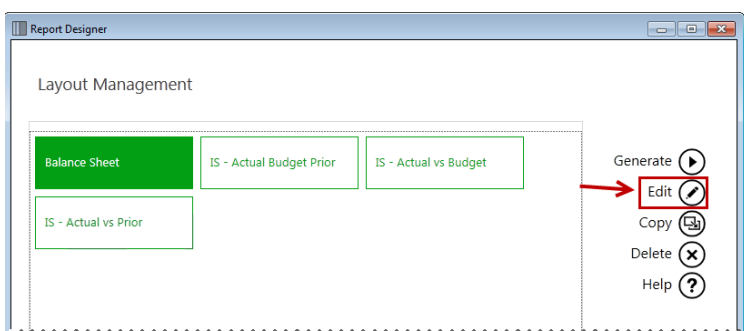 Report Designer
Layout Management
Balance Sheet
IS - Actual Budget Prior
IS - Actual vs Budget
IS - Actual vs Prior
Generate
Edit
Copy
Delete
Help